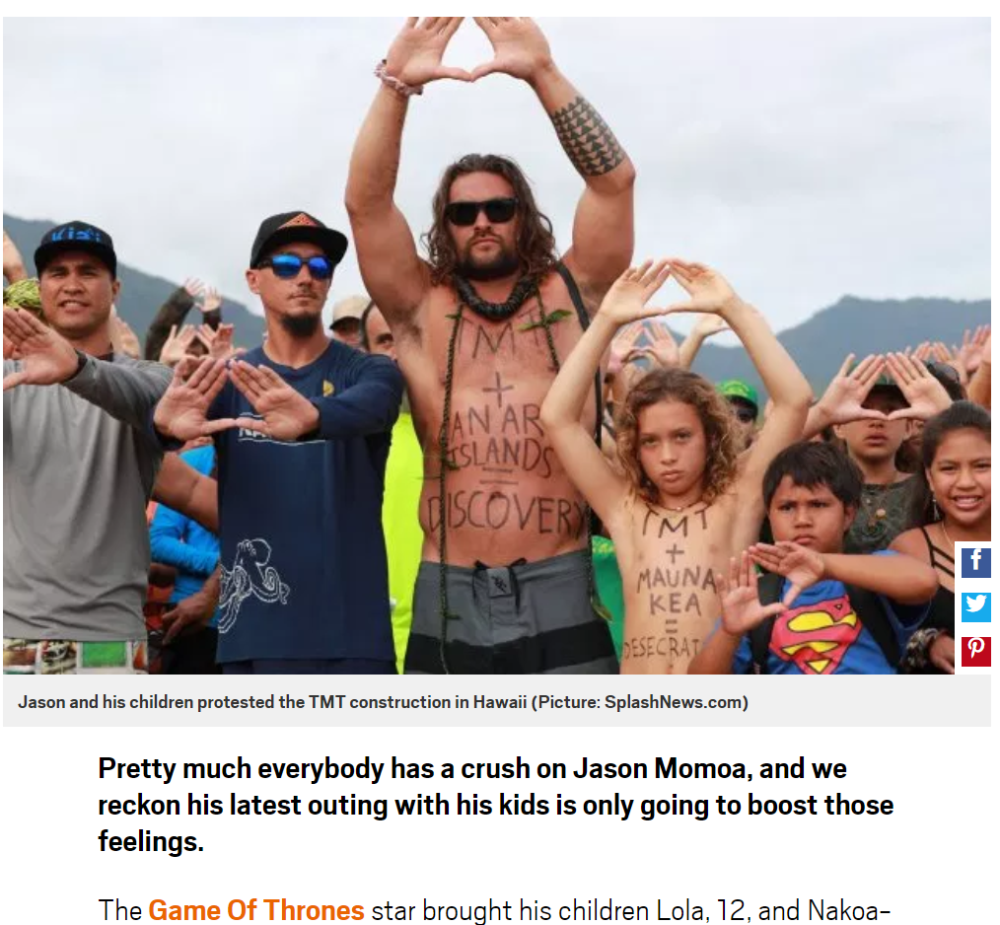 Kia'i
TMT
+
CANARY
ISLANDS
=
DISCOVERY
TMT
+
MAUNA
KEA
=
DESECRAT
Jason and his children protested the TMT construction in Hawaii (Picture: SplashNews.com)
Pretty much everybody has a crush on Jason Momoa, and we
reckon his latest outing with his kids is only going to boost those
feelings.
The Game Of Thrones star brought his children Lola, 12, and Nakoa-